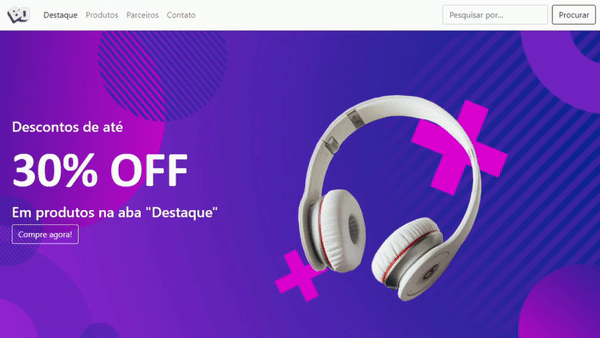 Destaque Produtos Parceiros Contato Pesquisar por... Procurar
Descontos de até
30% OFF
Em produtos na aba "Destaque"
Compre agora!